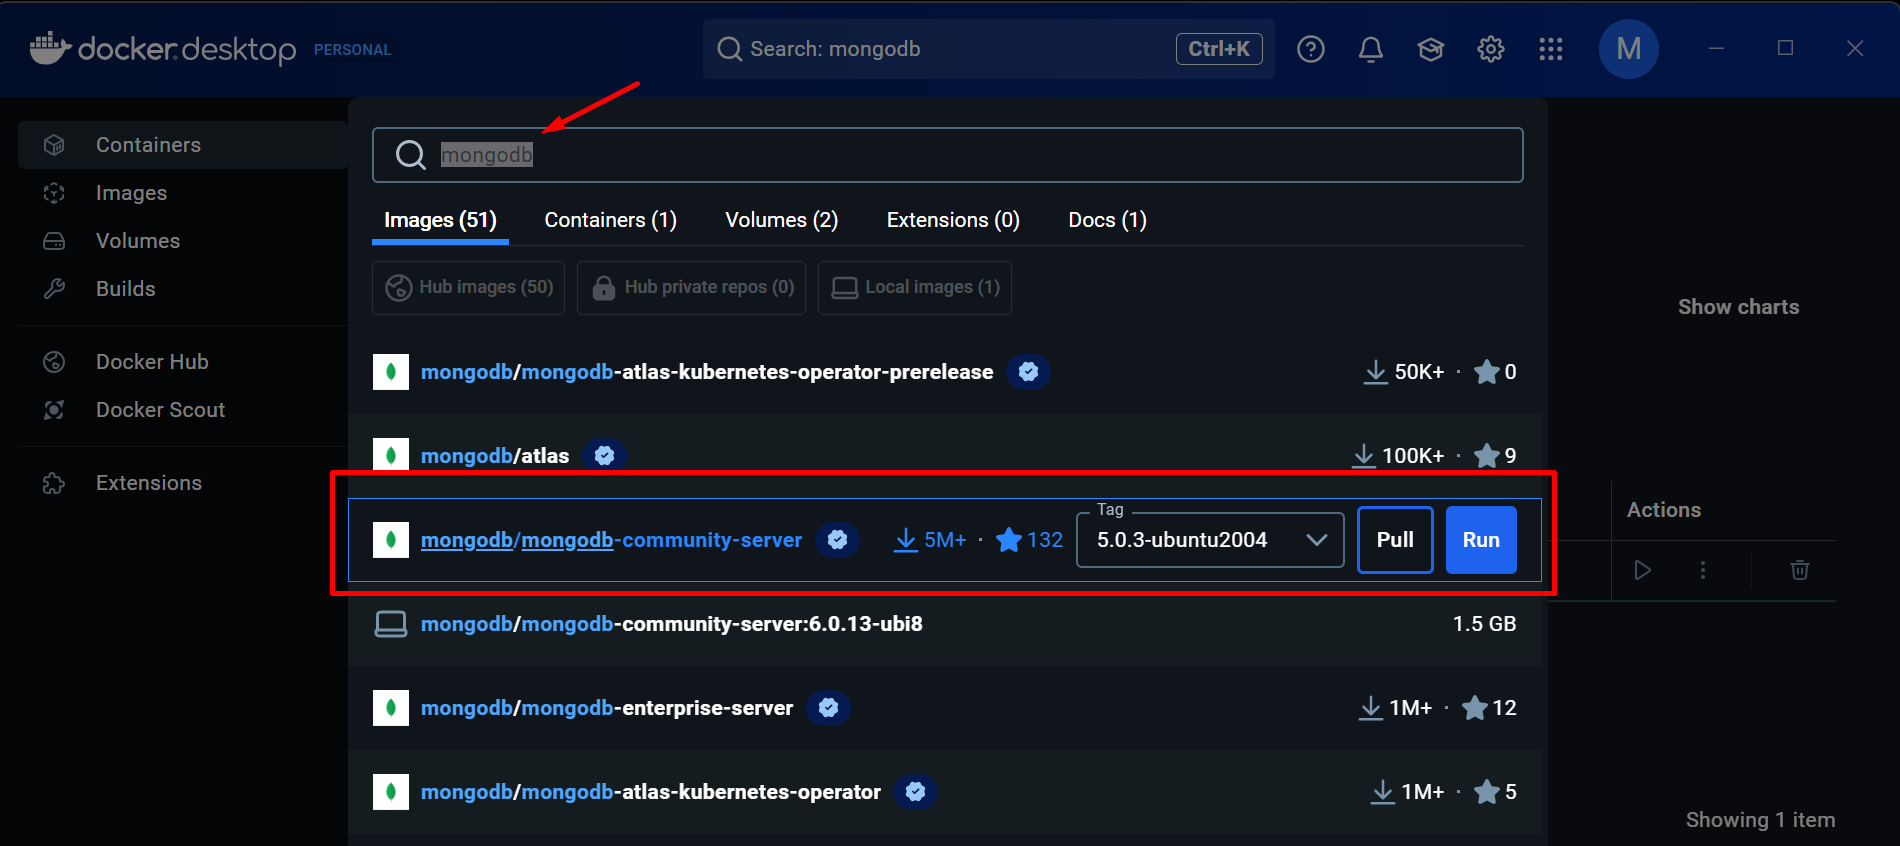 docker.desktop PERSONAL
Search: mongodb Ctrl+K
M
Containers
Images
Volumes
Builds
Docker Hub
Docker Scout
Extensions
mongodb
Images (51) Containers (1) Volumes (2) Extensions (0) Docs (1)
Hub images (50) Hub private repos (0) Local images (1)
mongodb/mongodb-atlas-kubernetes-operator-prerelease 50K+ · 0
mongodb/atlas 100K+ · 9
mongodb/mongodb-community-server 5M+ · 132 Tag 5.0.3-ubuntu2004 Pull Run
mongodb/mongodb-community-server:6.0.13-ubi8 1.5 GB
mongodb/mongodb-enterprise-server 1M+ · 12
mongodb/mongodb-atlas-kubernetes-operator 1M+ · 5
Show charts
Actions
Showing 1 item